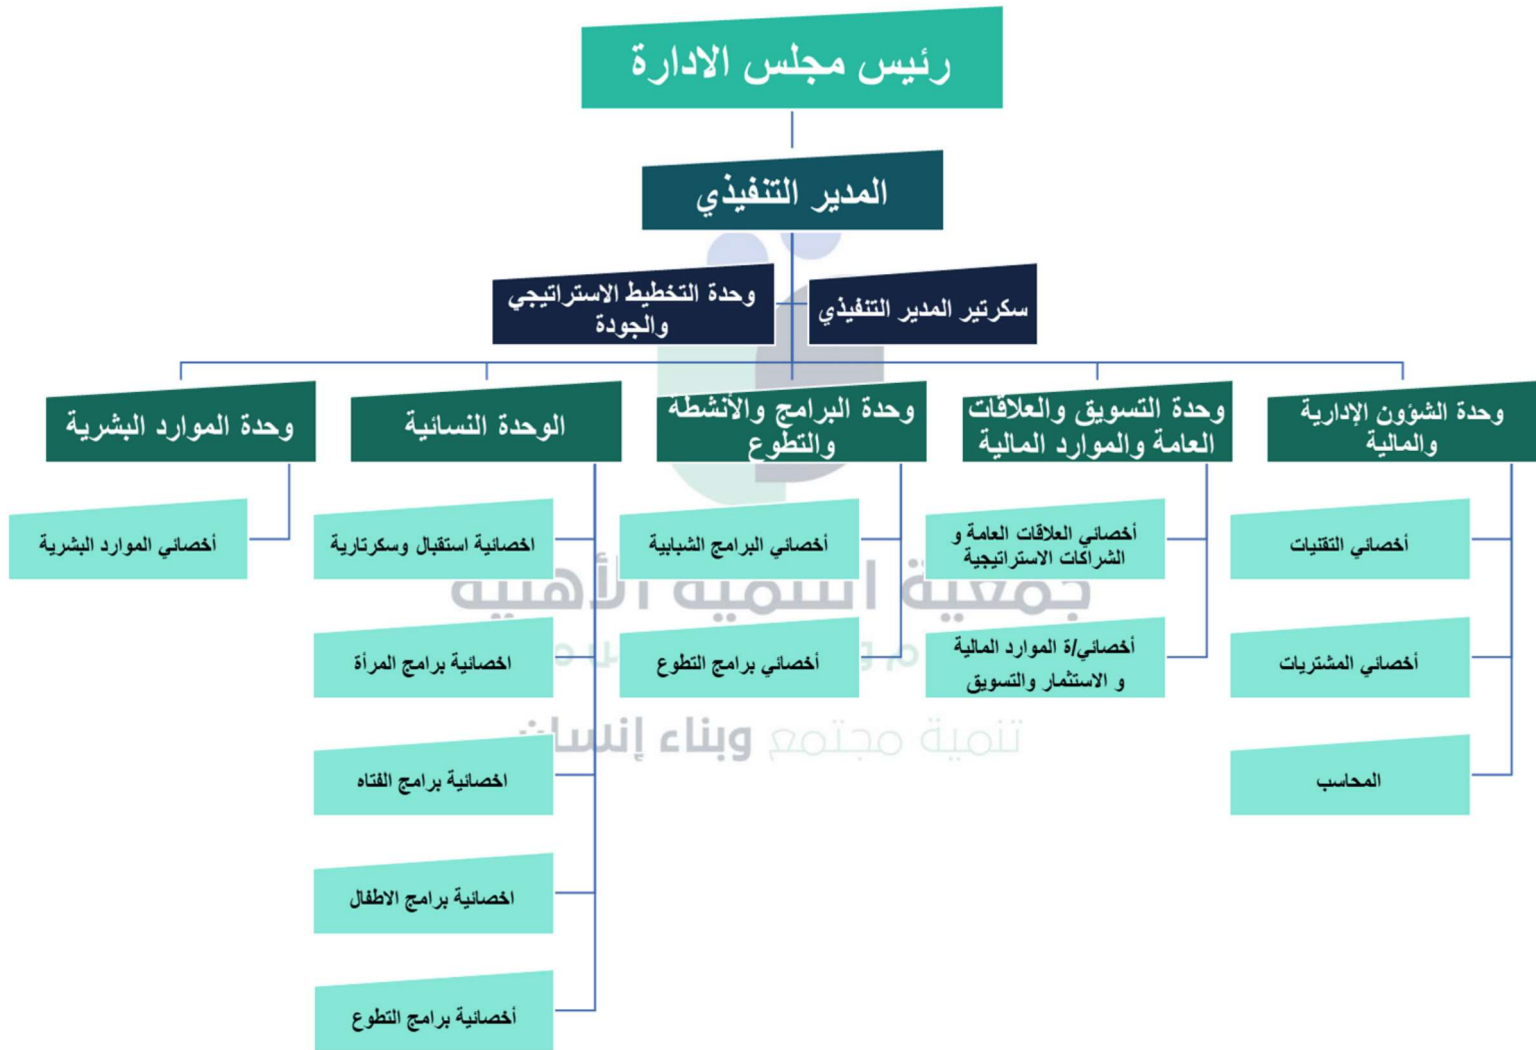 رئيس مجلس الادارة
المدير التنفيذي
سكرتير المدير التنفيذي
وحدة التخطيط الاستراتيجي
والجودة
وحدة الشؤون الإدارية
والمالية
وحدة التسويق والعلاقات
العامة والموارد المالية
وحدة البرامج والأنشطة
والتطوع
الوحدة النسائية
وحدة الموارد البشرية
أخصائي التقنيات
أخصائي العلاقات العامة و
الشراكات الاستراتيجية
أخصائي البرامج الشبابية
اخصائية استقبال وسكرتارية
أخصائي الموارد البشرية
جمعية
الأهلية
أخصائي المشتريات
أخصائي/ة الموارد المالية
و الاستثمار والتسويق
أخصائي برامج التطوع
اخصائية برامج المرأة
تنمية مجتمع وبناء إنسان
المحاسب
اخصائية برامج الفتاه
اخصائية برامج الاطفال
أخصائية برامج التطوع